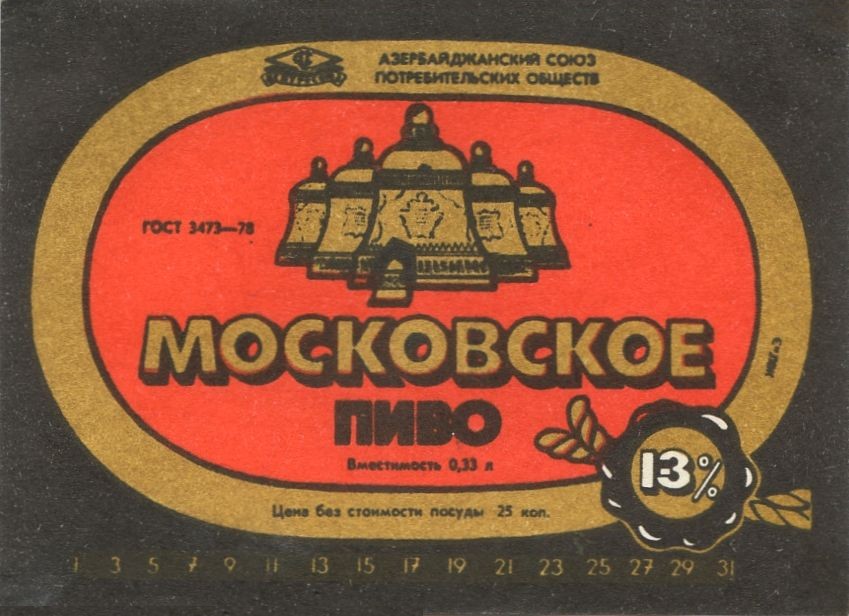 АЗЕРБАЙДЖАНСКИЙ СОЮЗ
ПОТРЕБИТЕЛЬСКИХ ОБЩЕСТВ
ГОСТ 3473—78
МОСКОВСКОЕ
ПИВО
Вместимость 0,33 л
13%
Цена без стоимости посуды 25 коп.
1 3 5 7 9 11 13 15 17 19 21 23 25 27 29 31